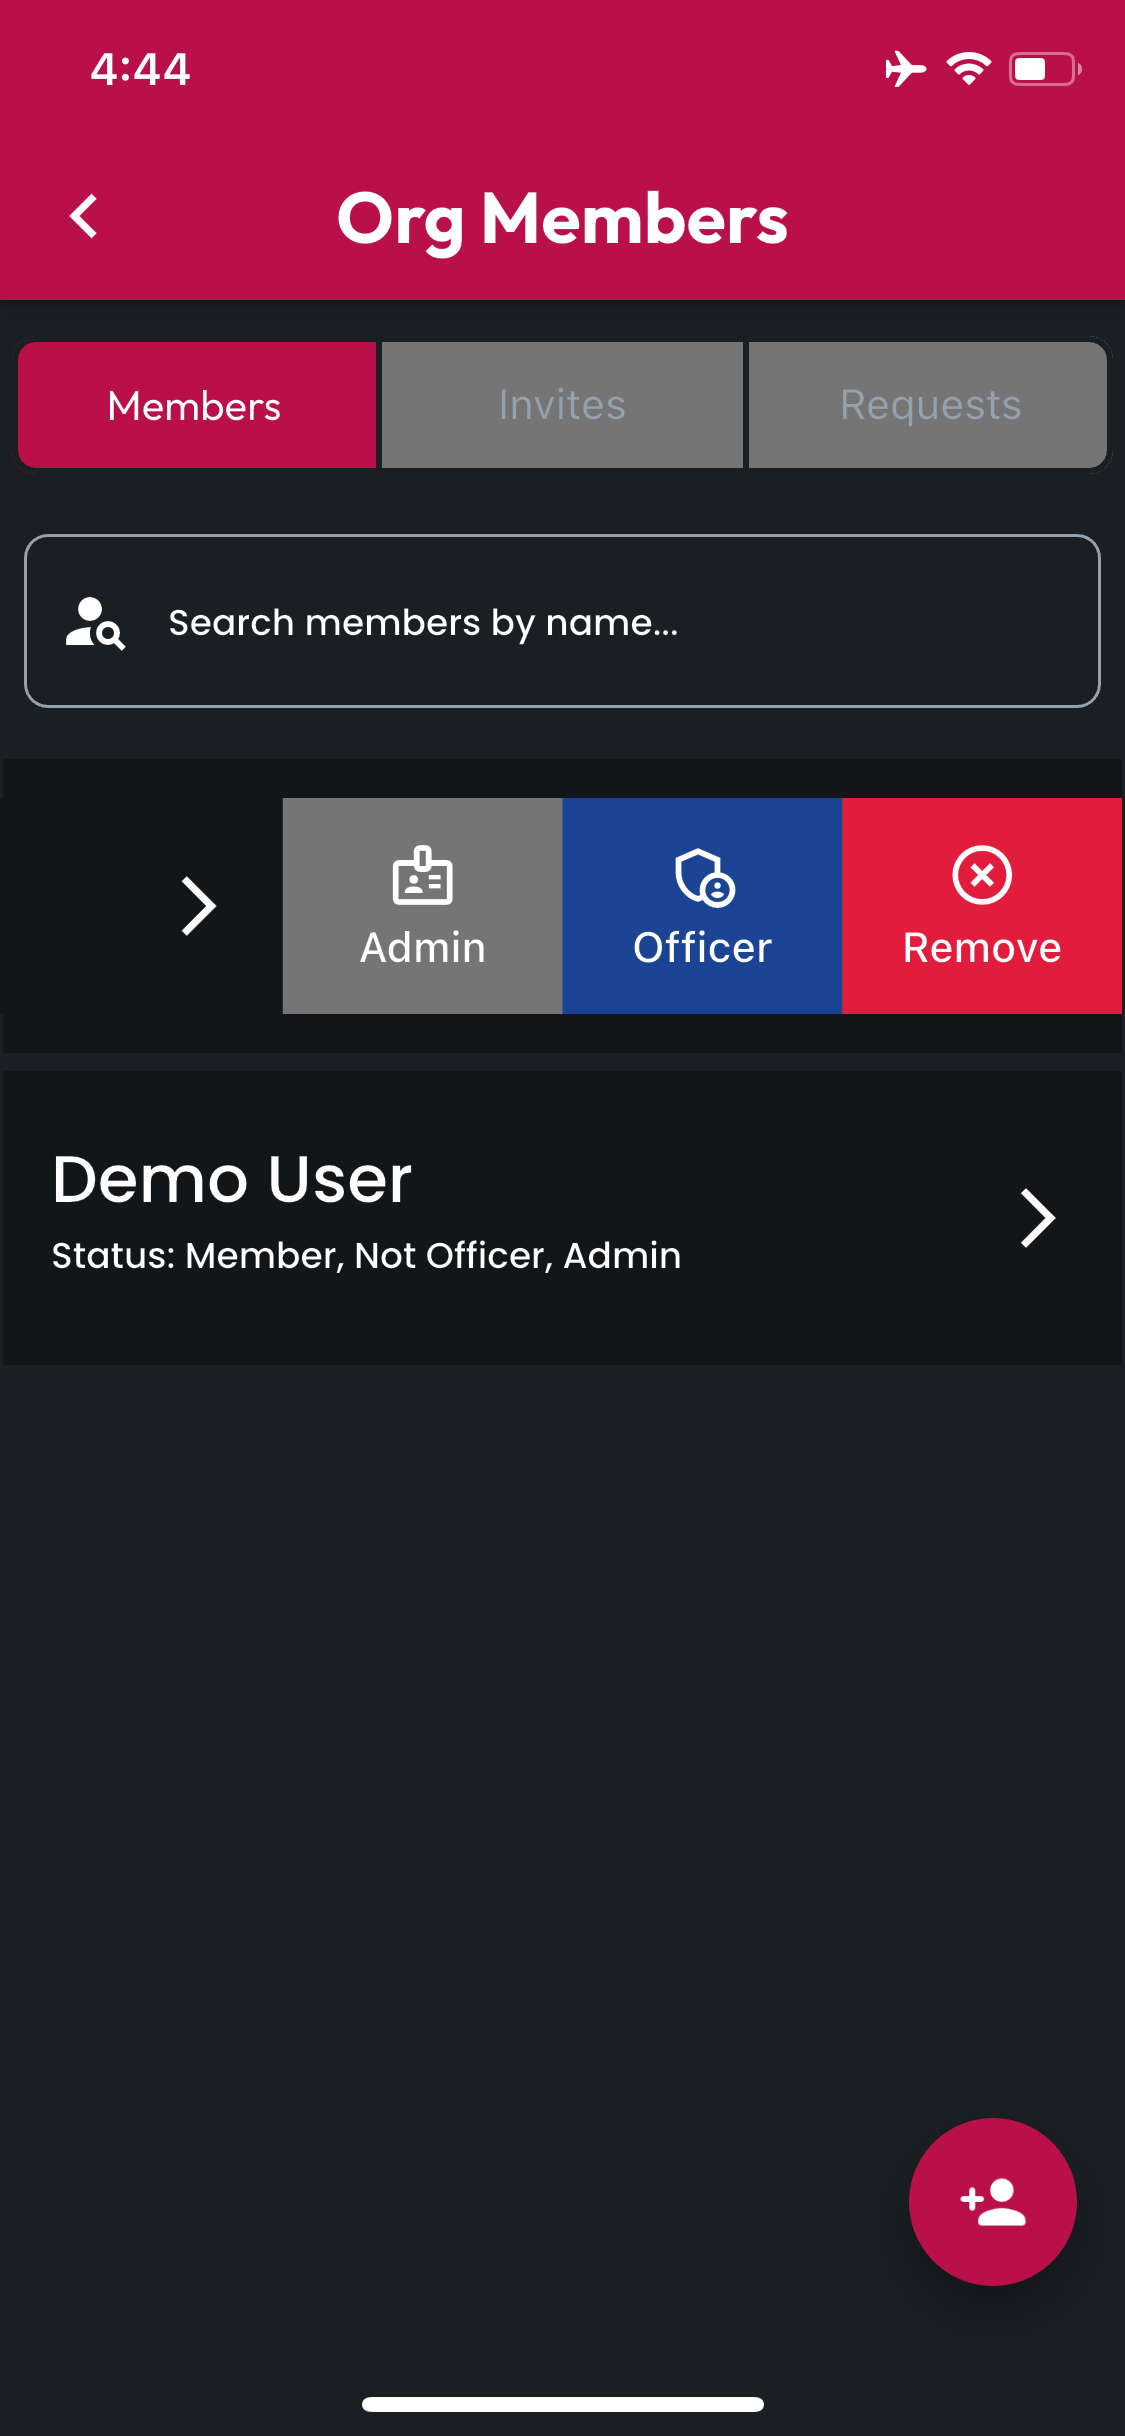 4:44
Org Members
Members
Invites
Requests
Search members by name...
Admin
Officer
Remove
Demo User
Status: Member, Not Officer, Admin